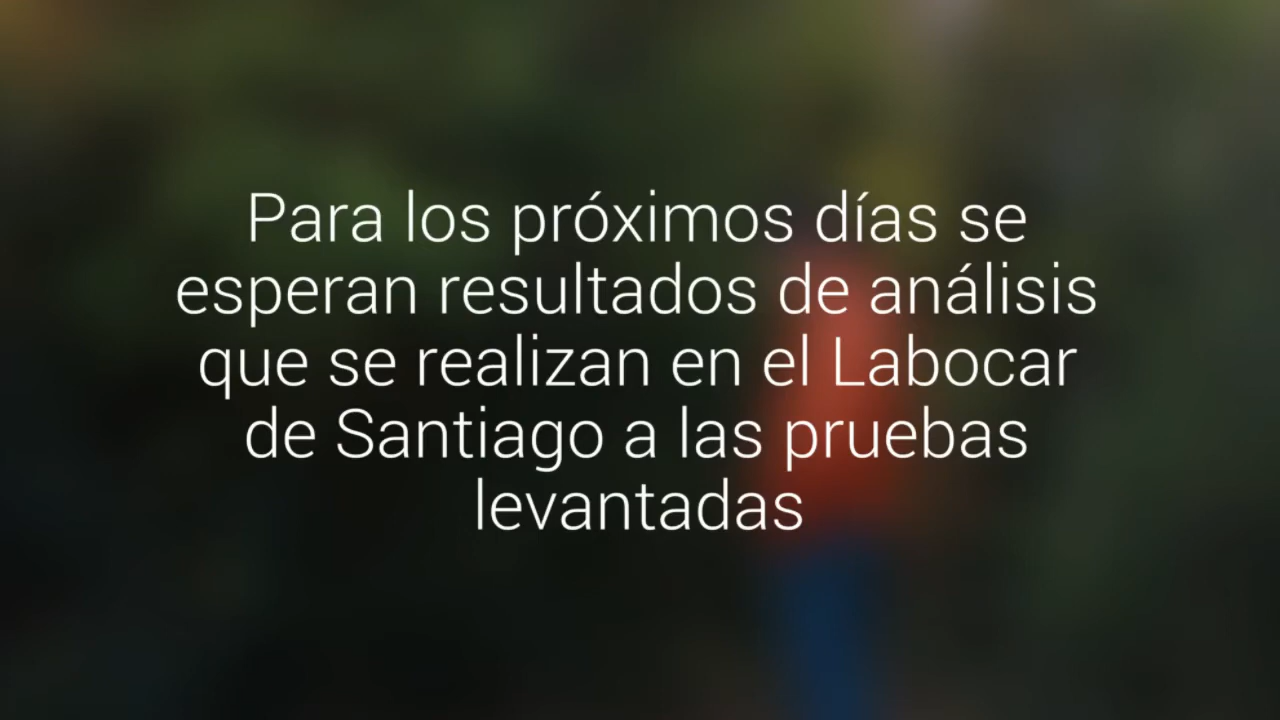 Para los próximos días se
esperan resultados de análisis
que se realizan en el Labocar
de Santiago a las pruebas
levantadas